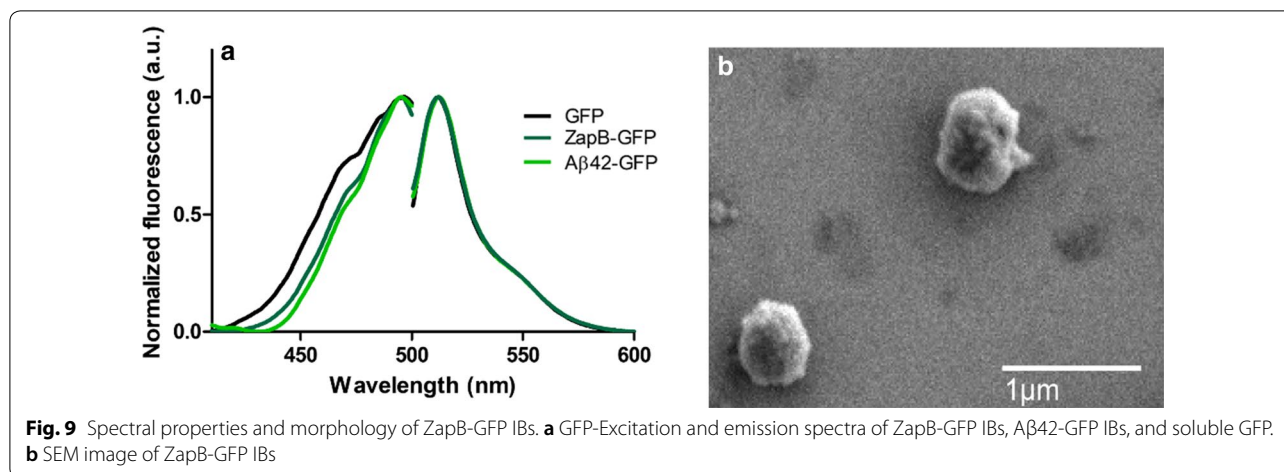 a
Normalized fluorescence (a.u.)
1.0
0.5
0.0
450
500
550
600
Wavelength (nm)
GFP
ZapB-GFP
Aβ42-GFP
b
1µm
Fig. 9 Spectral properties and morphology of ZapB-GFP IBs. a GFP-Excitation and emission spectra of ZapB-GFP IBs, Aβ42-GFP IBs, and soluble GFP.
b SEM image of ZapB-GFP IBs